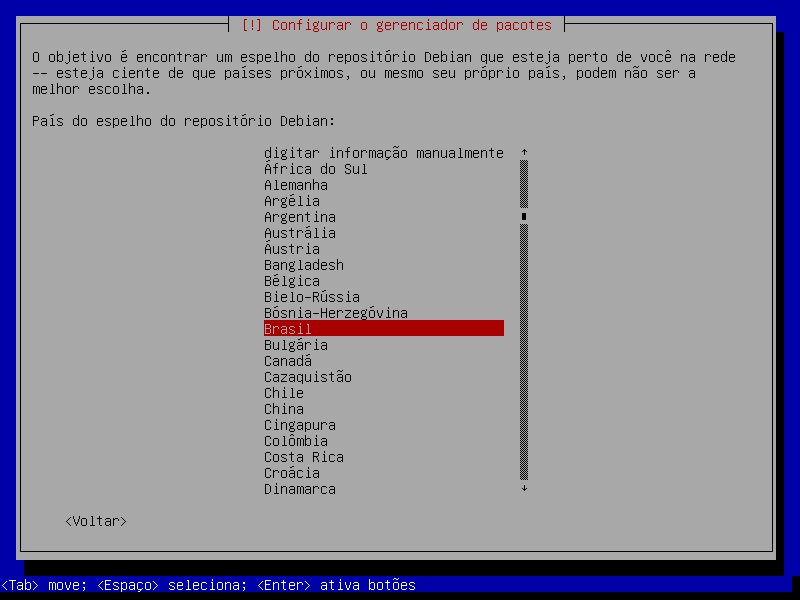 [!] Configurar o gerenciador de pacotes
O objetivo é encontrar um espelho do repositório Debian que esteja perto de você na rede
-- esteja ciente de que países próximos, ou mesmo seu próprio país, podem não ser a
melhor escolha.
País do espelho do repositório Debian:
digitar informação manualmente
África do Sul
Alemanha
Argélia
Argentina
Austrália
Áustria
Bangladesh
Bélgica
Bielo-Rússia
Bósnia-Herzegóvina
Brasil
Bulgária
Canadá
Cazaquistão
Chile
China
Cingapura
Colômbia
Costa Rica
Croácia
Dinamarca
<Voltar>
<Tab> move; <Espaço> seleciona; <Enter> ativa botões